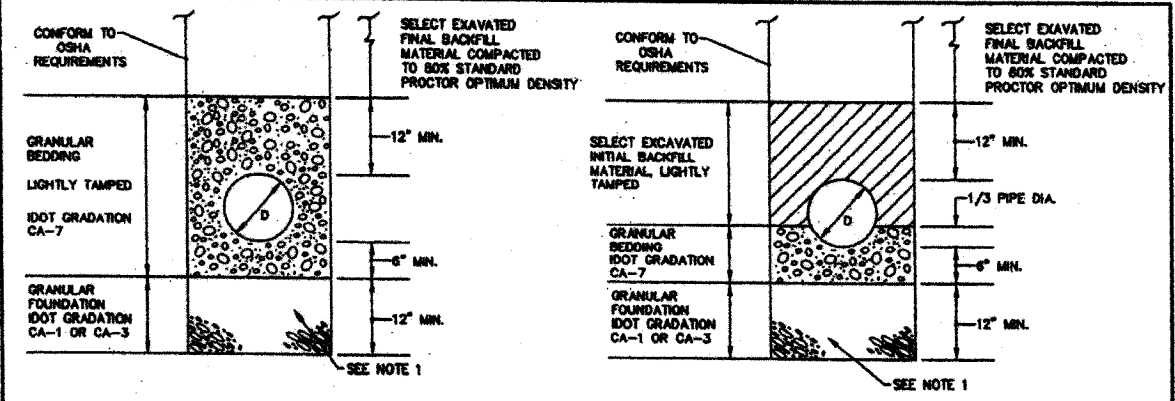 CONFORM TO
OSHA
REQUIREMENTS
SELECT EXAVATED
FINAL BACKFILL
MATERIAL COMPACTED
TO 80% STANDARD
PROCTOR OPTIMUM DENSITY
GRANULAR
BEDDING
LIGHTLY TAMPED
IDOT GRADATION
CA-7
12" MIN.
D
6" MIN.
GRANULAR
FOUNDATION
IDOT GRADATION
CA-1 OR CA-3
12" MIN.
SEE NOTE 1
CONFORM TO
OSHA
REQUIREMENTS
SELECT EXAVATED
FINAL BACKFILL
MATERIAL COMPACTED
TO 80% STANDARD
PROCTOR OPTIMUM DENSITY
SELECT EXCAVATED
INITIAL BACKFILL
MATERIAL, LIGHTLY
TAMPED
12" MIN.
D
1/3 PIPE DIA.
GRANULAR
BEDDING
IDOT GRADATION
CA-7
6" MIN.
GRANULAR
FOUNDATION
IDOT GRADATION
CA-1 OR CA-3
12" MIN.
SEE NOTE 1